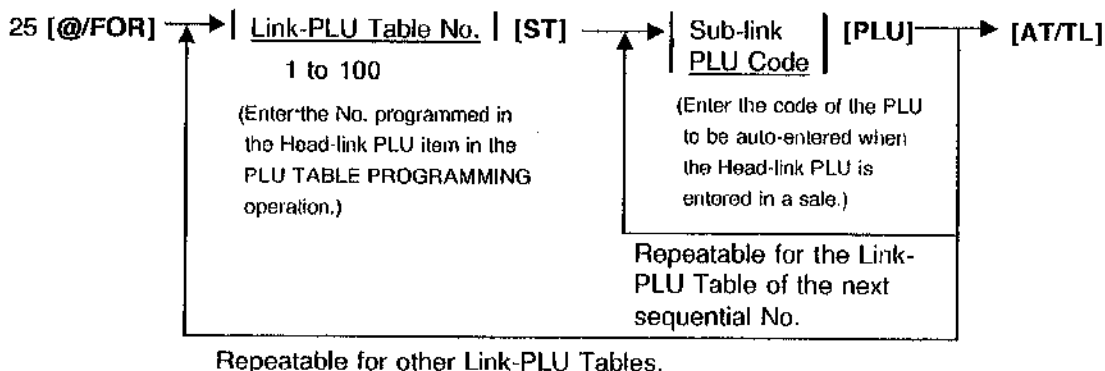 25 [@/FOR] Link-PLU Table No. [ST] Sub-link [PLU] [AT/TL]
PLU Code
1 to 100
(Enter the No. programmed in
the Head-link PLU item in the
PLU TABLE PROGRAMMING
operation.)
(Enter the code of the PLU
to be auto-entered when
the Head-link PLU is
entered in a sale.)
Repeatable for the Link-
PLU Table of the next
sequential No.
Repeatable for other Link-PLU Tables.